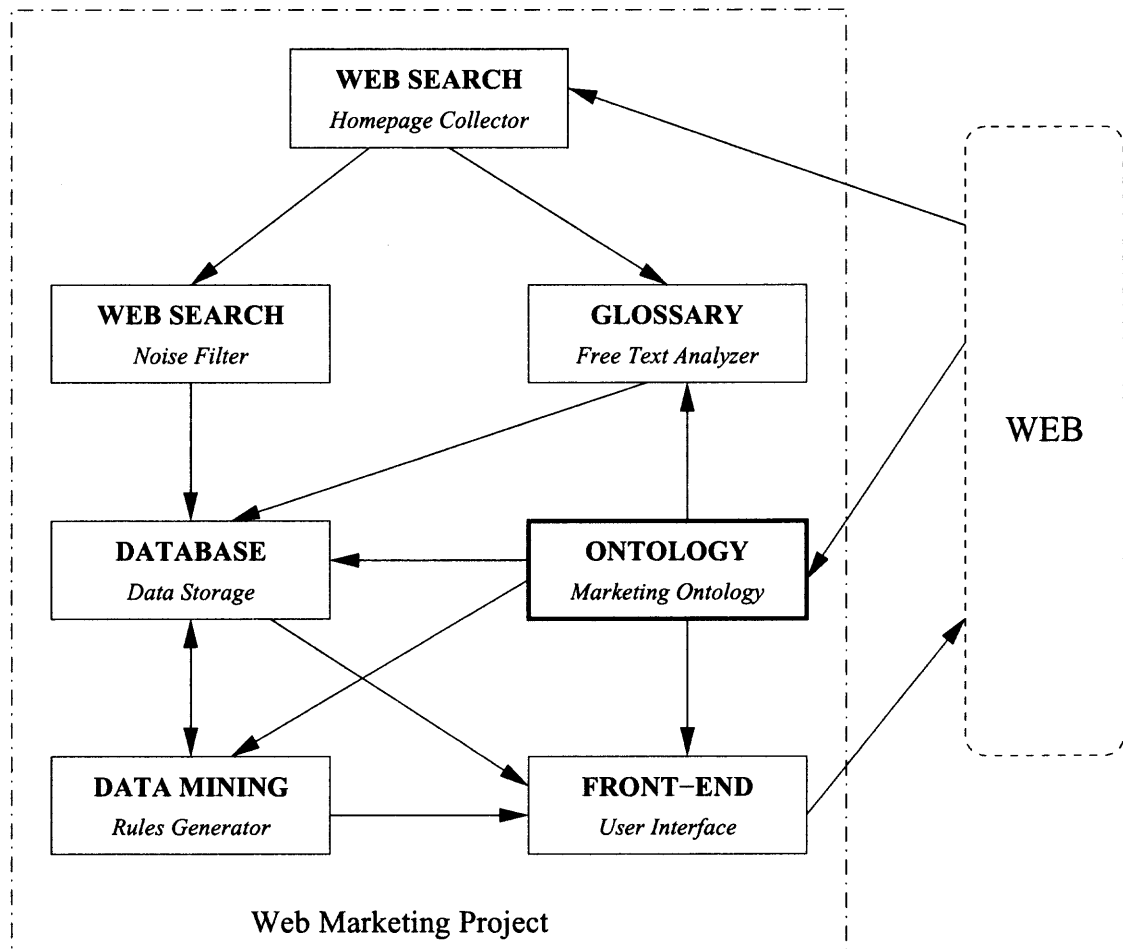 WEB SEARCH
Homepage Collector
WEB SEARCH
Noise Filter
GLOSSARY
Free Text Analyzer
WEB
DATABASE
Data Storage
ONTOLOGY
Marketing Ontology
DATA MINING
Rules Generator
FRONT−END
User Interface
Web Marketing Project